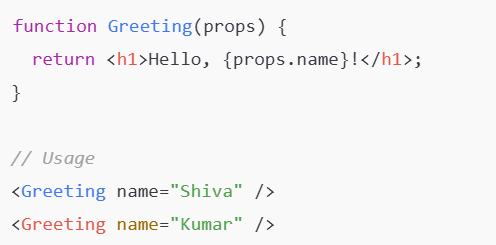 function Greeting(props) {
  return <h1>Hello, {props.name}!</h1>;
}

// Usage
<Greeting name="Shiva" />
<Greeting name="Kumar" />